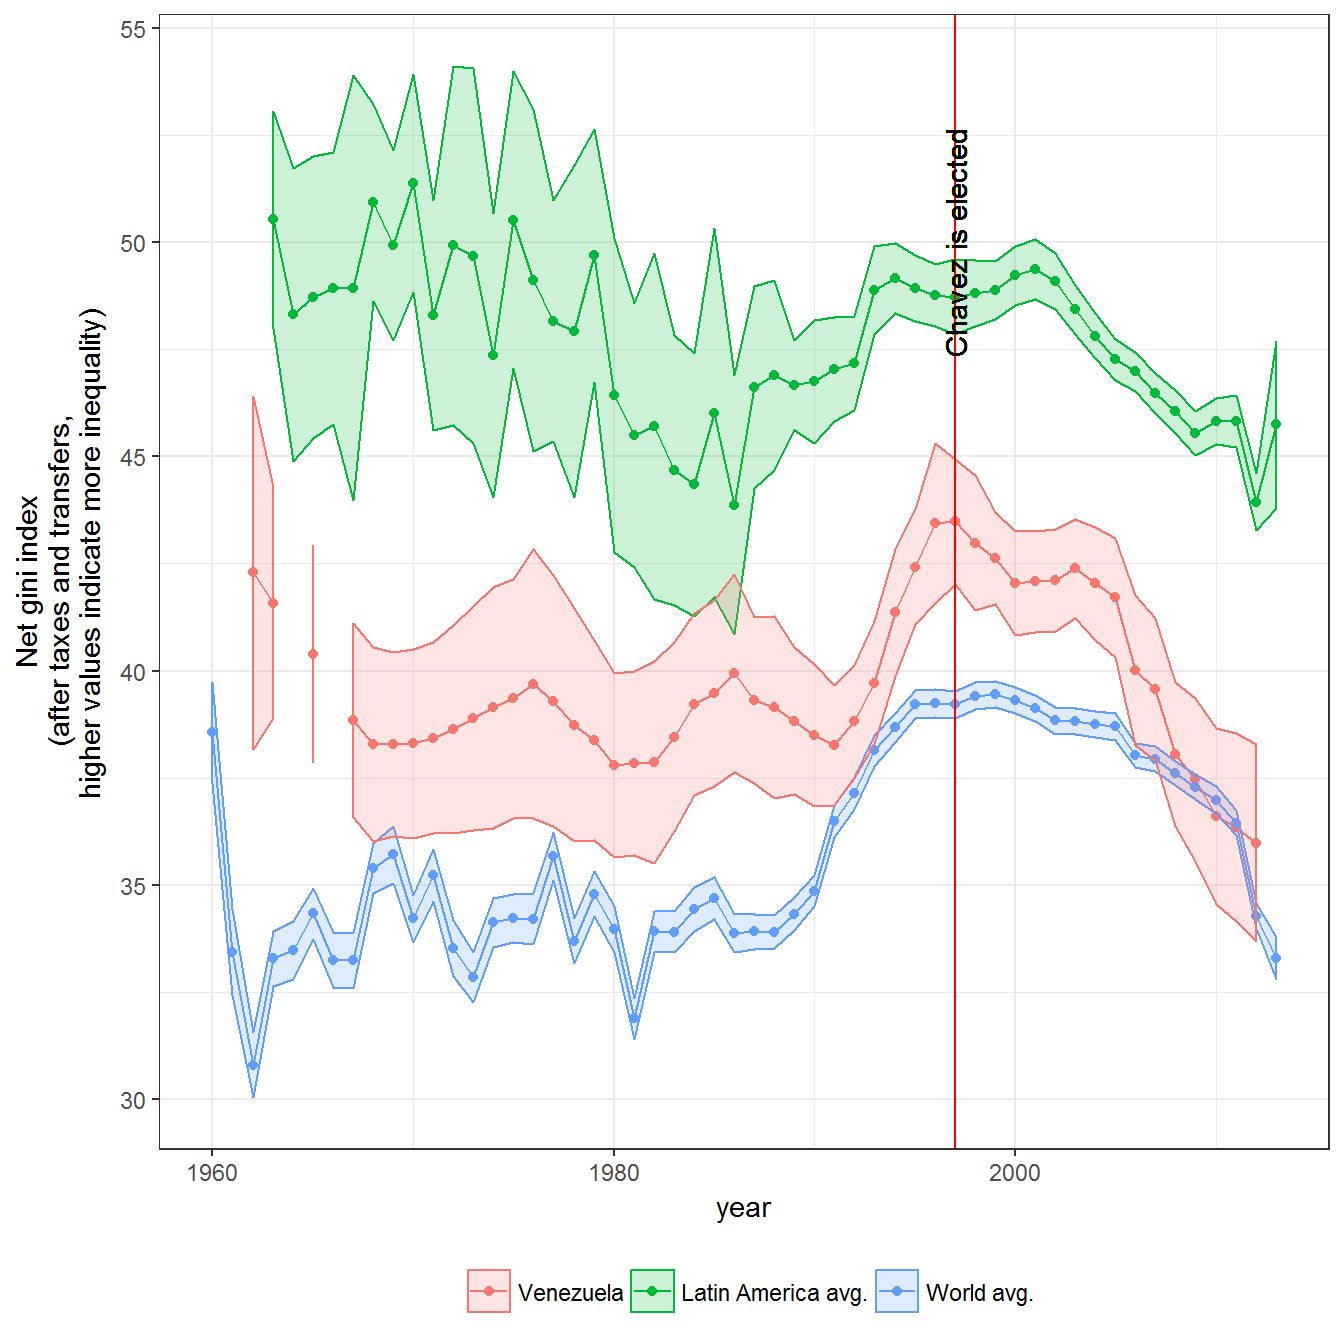 55
50
45
40
35
30
Net gini index
(after taxes and transfers,
higher values indicate more inequality)
Chavez is elected
1960
1980
2000
year
Venezuela
Latin America avg.
World avg.